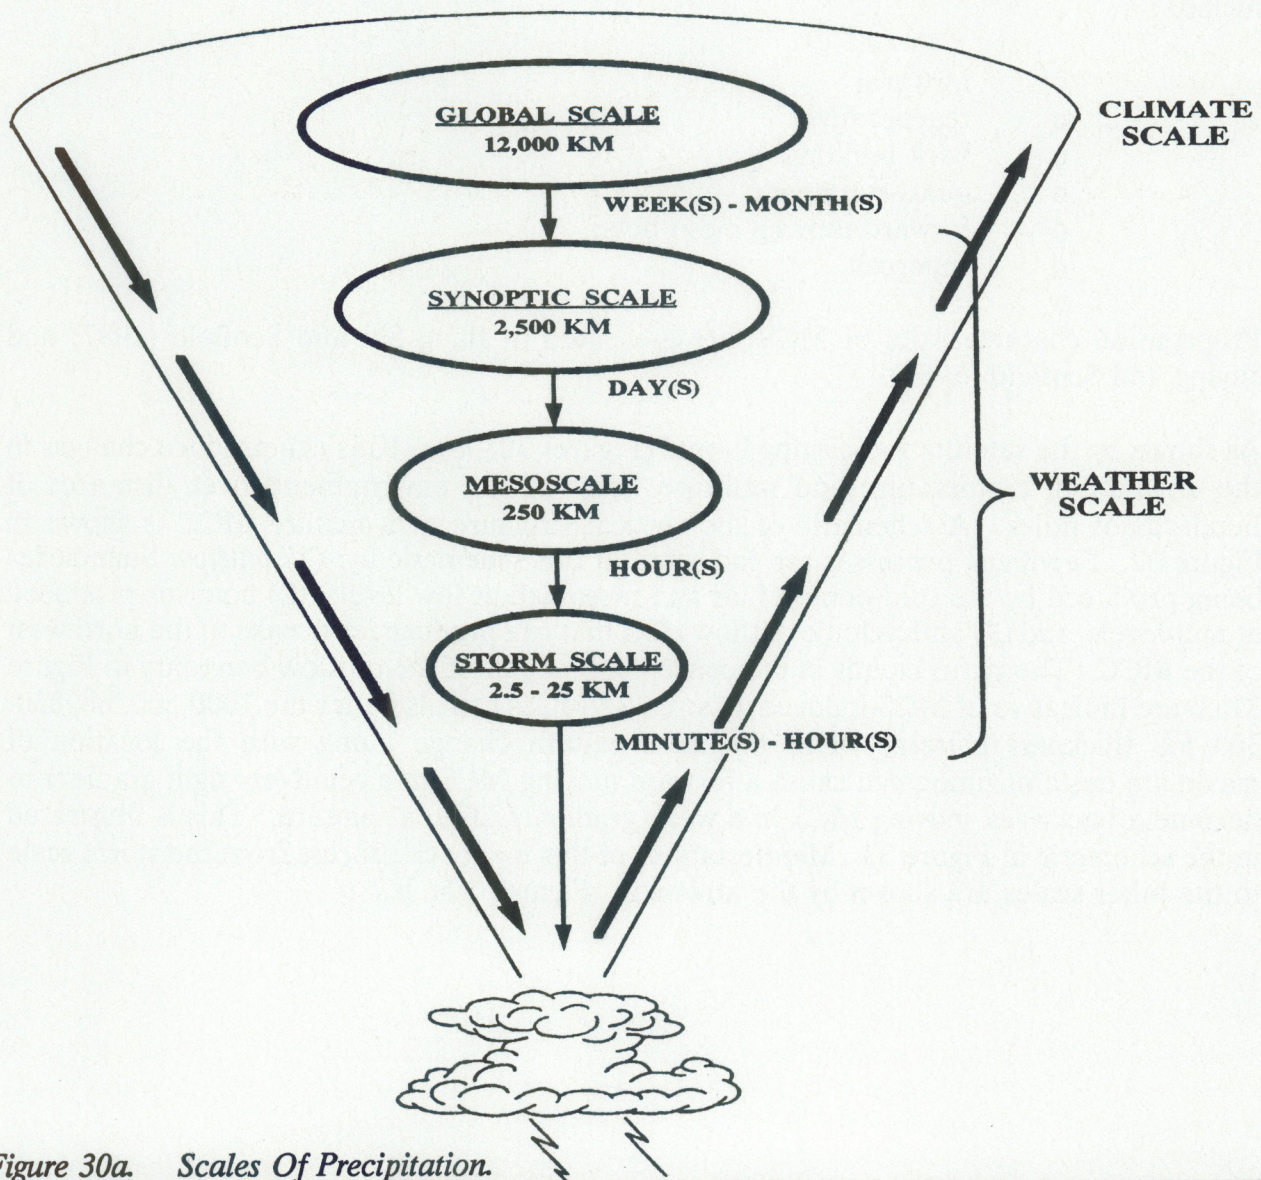 GLOBAL SCALE
12,000 KM
CLIMATE
SCALE
WEEK(S) - MONTH(S)
SYNOPTIC SCALE
2,500 KM
DAY(S)
MESOSCALE
250 KM
WEATHER
SCALE
HOUR(S)
STORM SCALE
2.5 - 25 KM
MINUTE(S) - HOUR(S)
Figure 30a. Scales Of Precipitation.